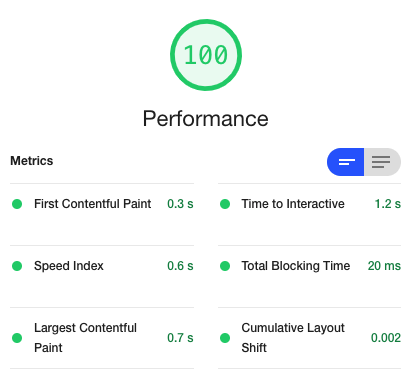 100
Performance
Metrics
First Contentful Paint 0.3 s
Time to Interactive 1.2 s
Speed Index 0.6 s
Total Blocking Time 20 ms
Largest Contentful
Paint 0.7 s
Cumulative Layout
Shift 0.002